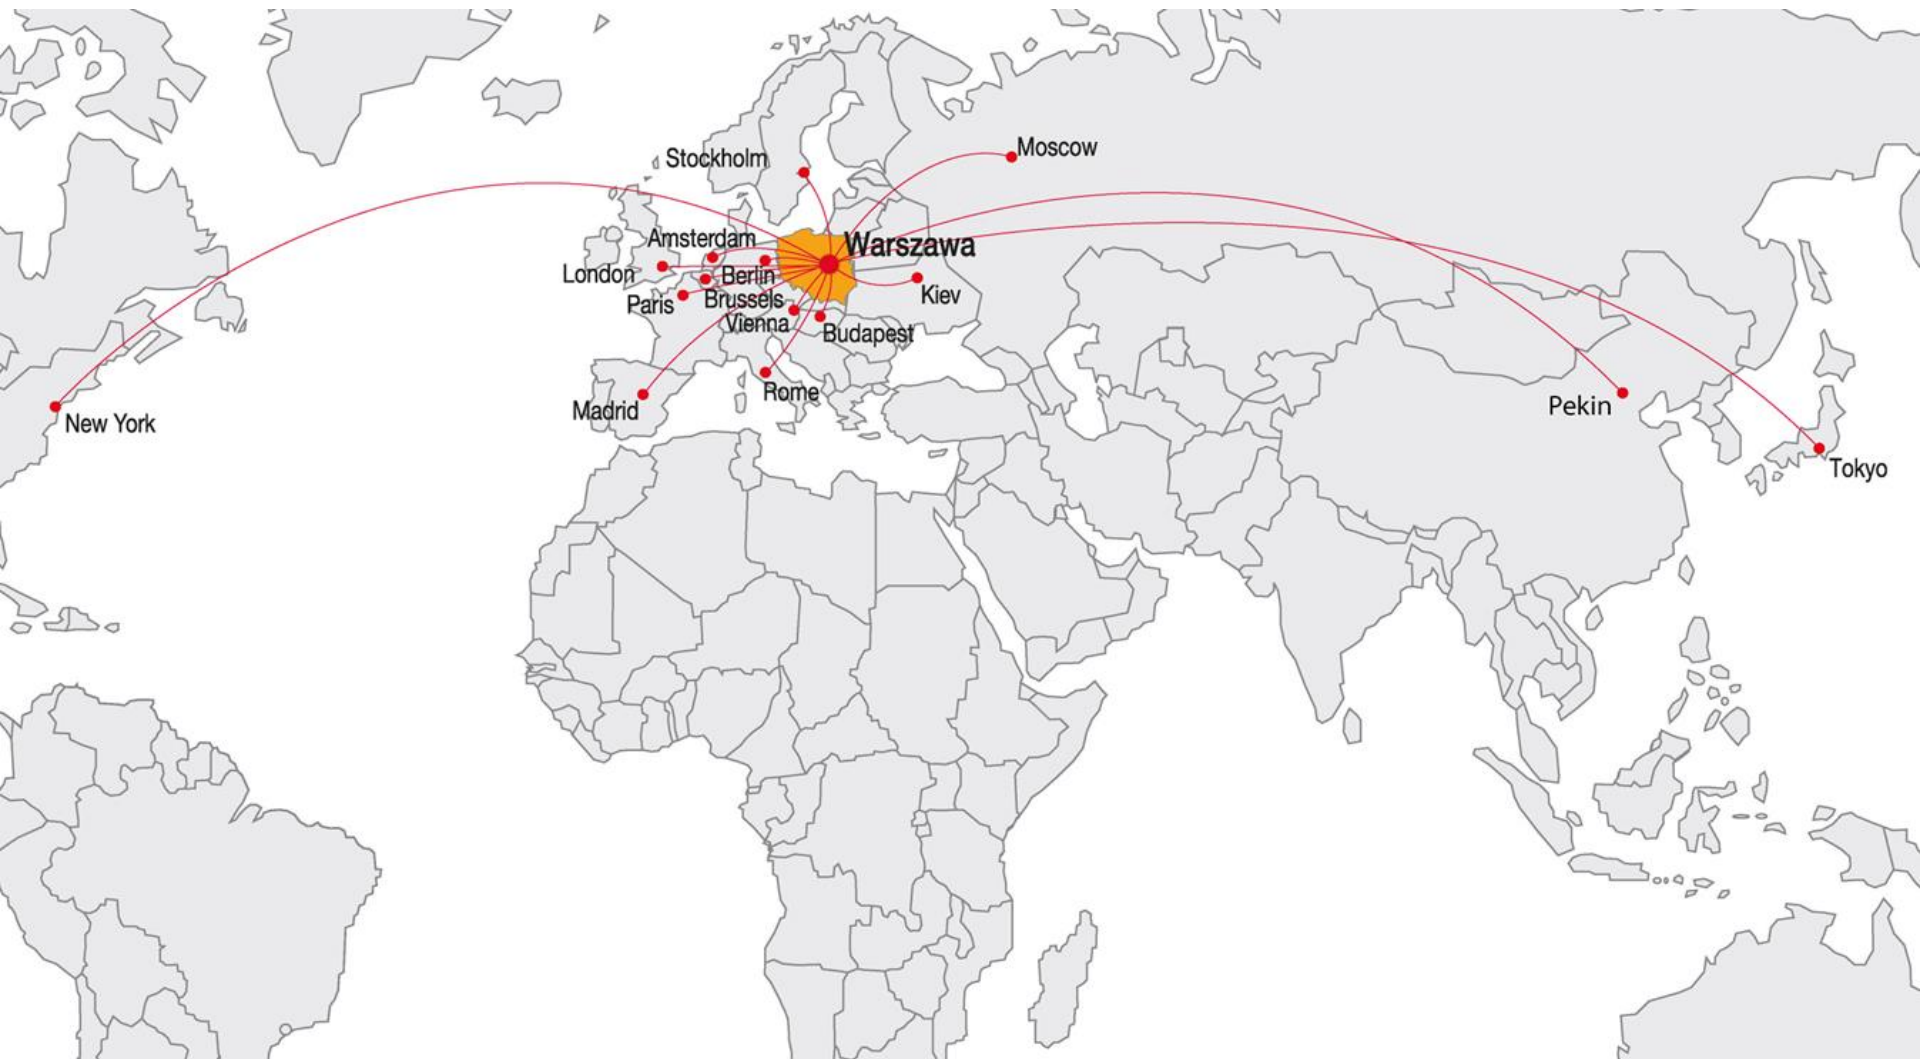 Moscow
Stockholm
Amsterdam
Warszawa
London
Berlin
Kiev
Paris
Brussels
Vienna
Budapest
Rome
Madrid
New York
Pekin
Tokyo